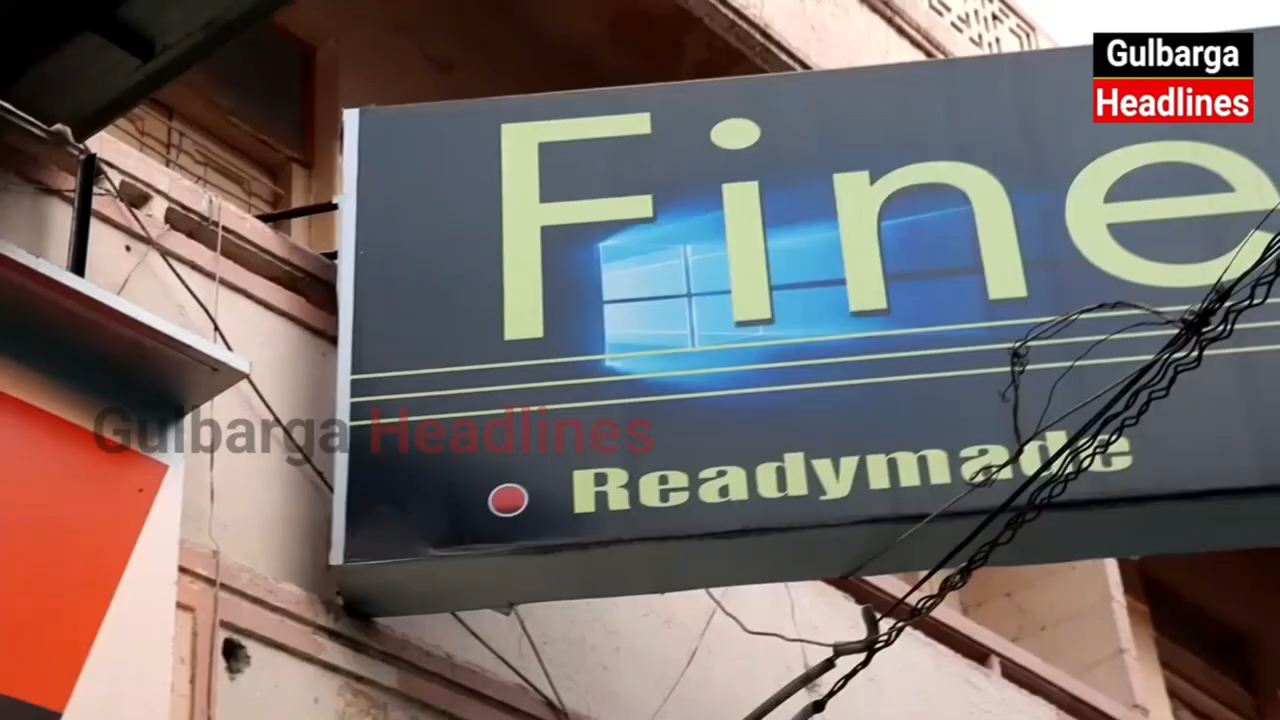 Gulbarga
Headlines
Fine
Gulbarga Headlines
Readymade